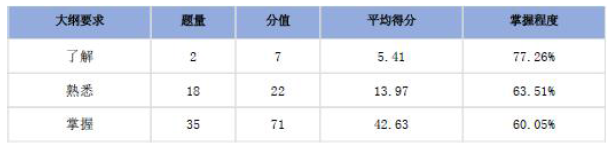 大纲要求 题量 分值 平均得分 掌握程度
了解 2 7 5.41 77.26%
熟悉 18 22 13.97 63.51%
掌握 35 71 42.63 60.05%